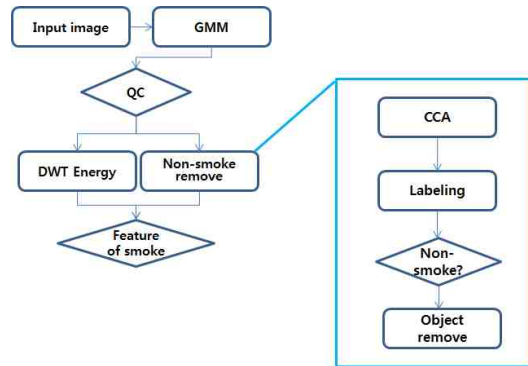 Input image
GMM
QC
DWT Energy
Non-smoke
remove
Feature
of smoke
CCA
Labeling
Non-
smoke?
Object
remove